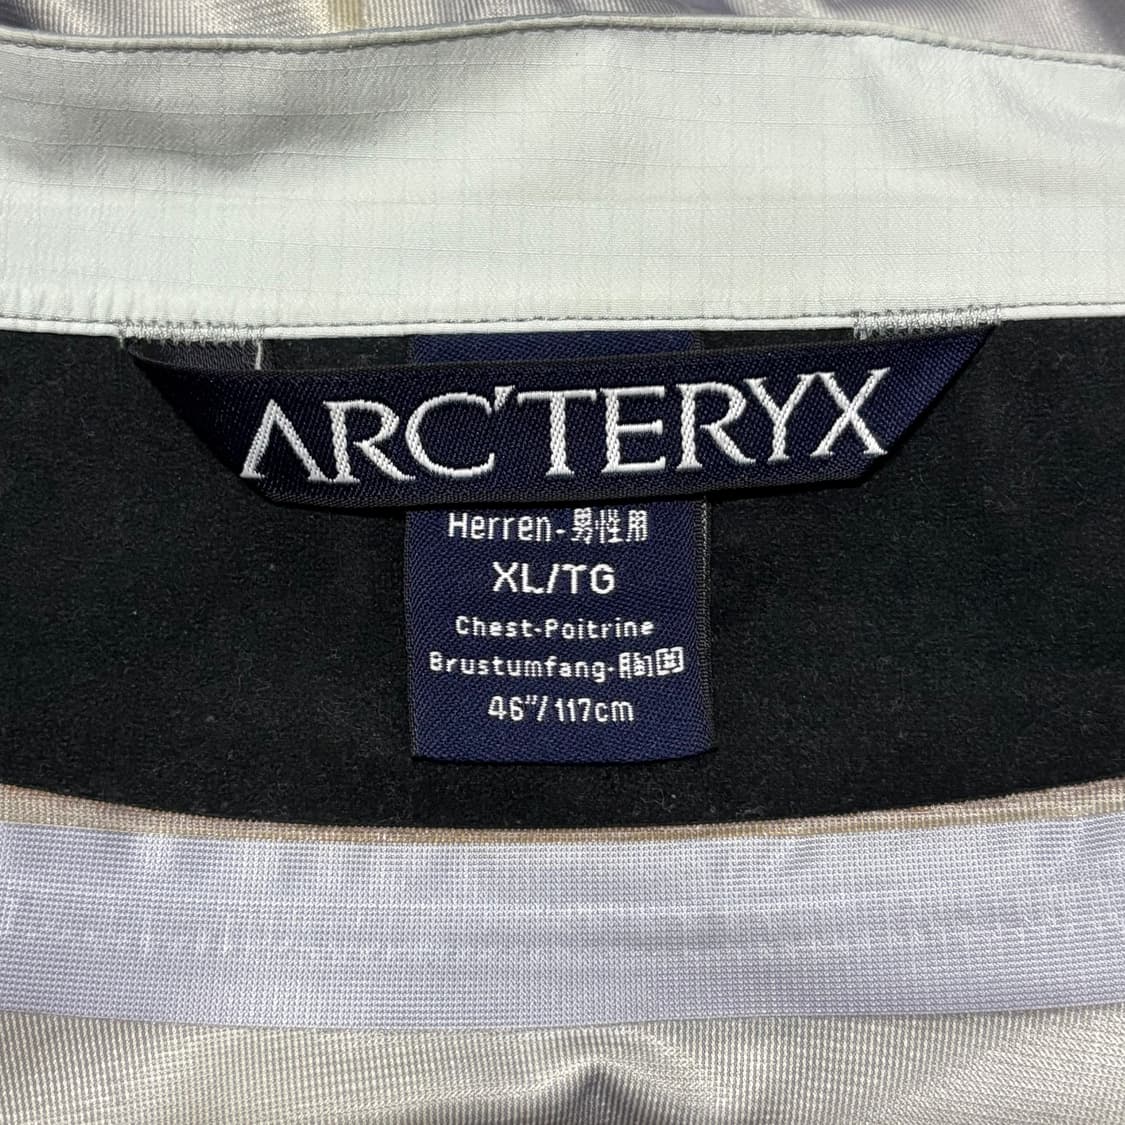 ARC'TERYX
Herren-男性用
XL/TG
Chest-Poitrine
Brustumfang-胸囲
46"/117cm